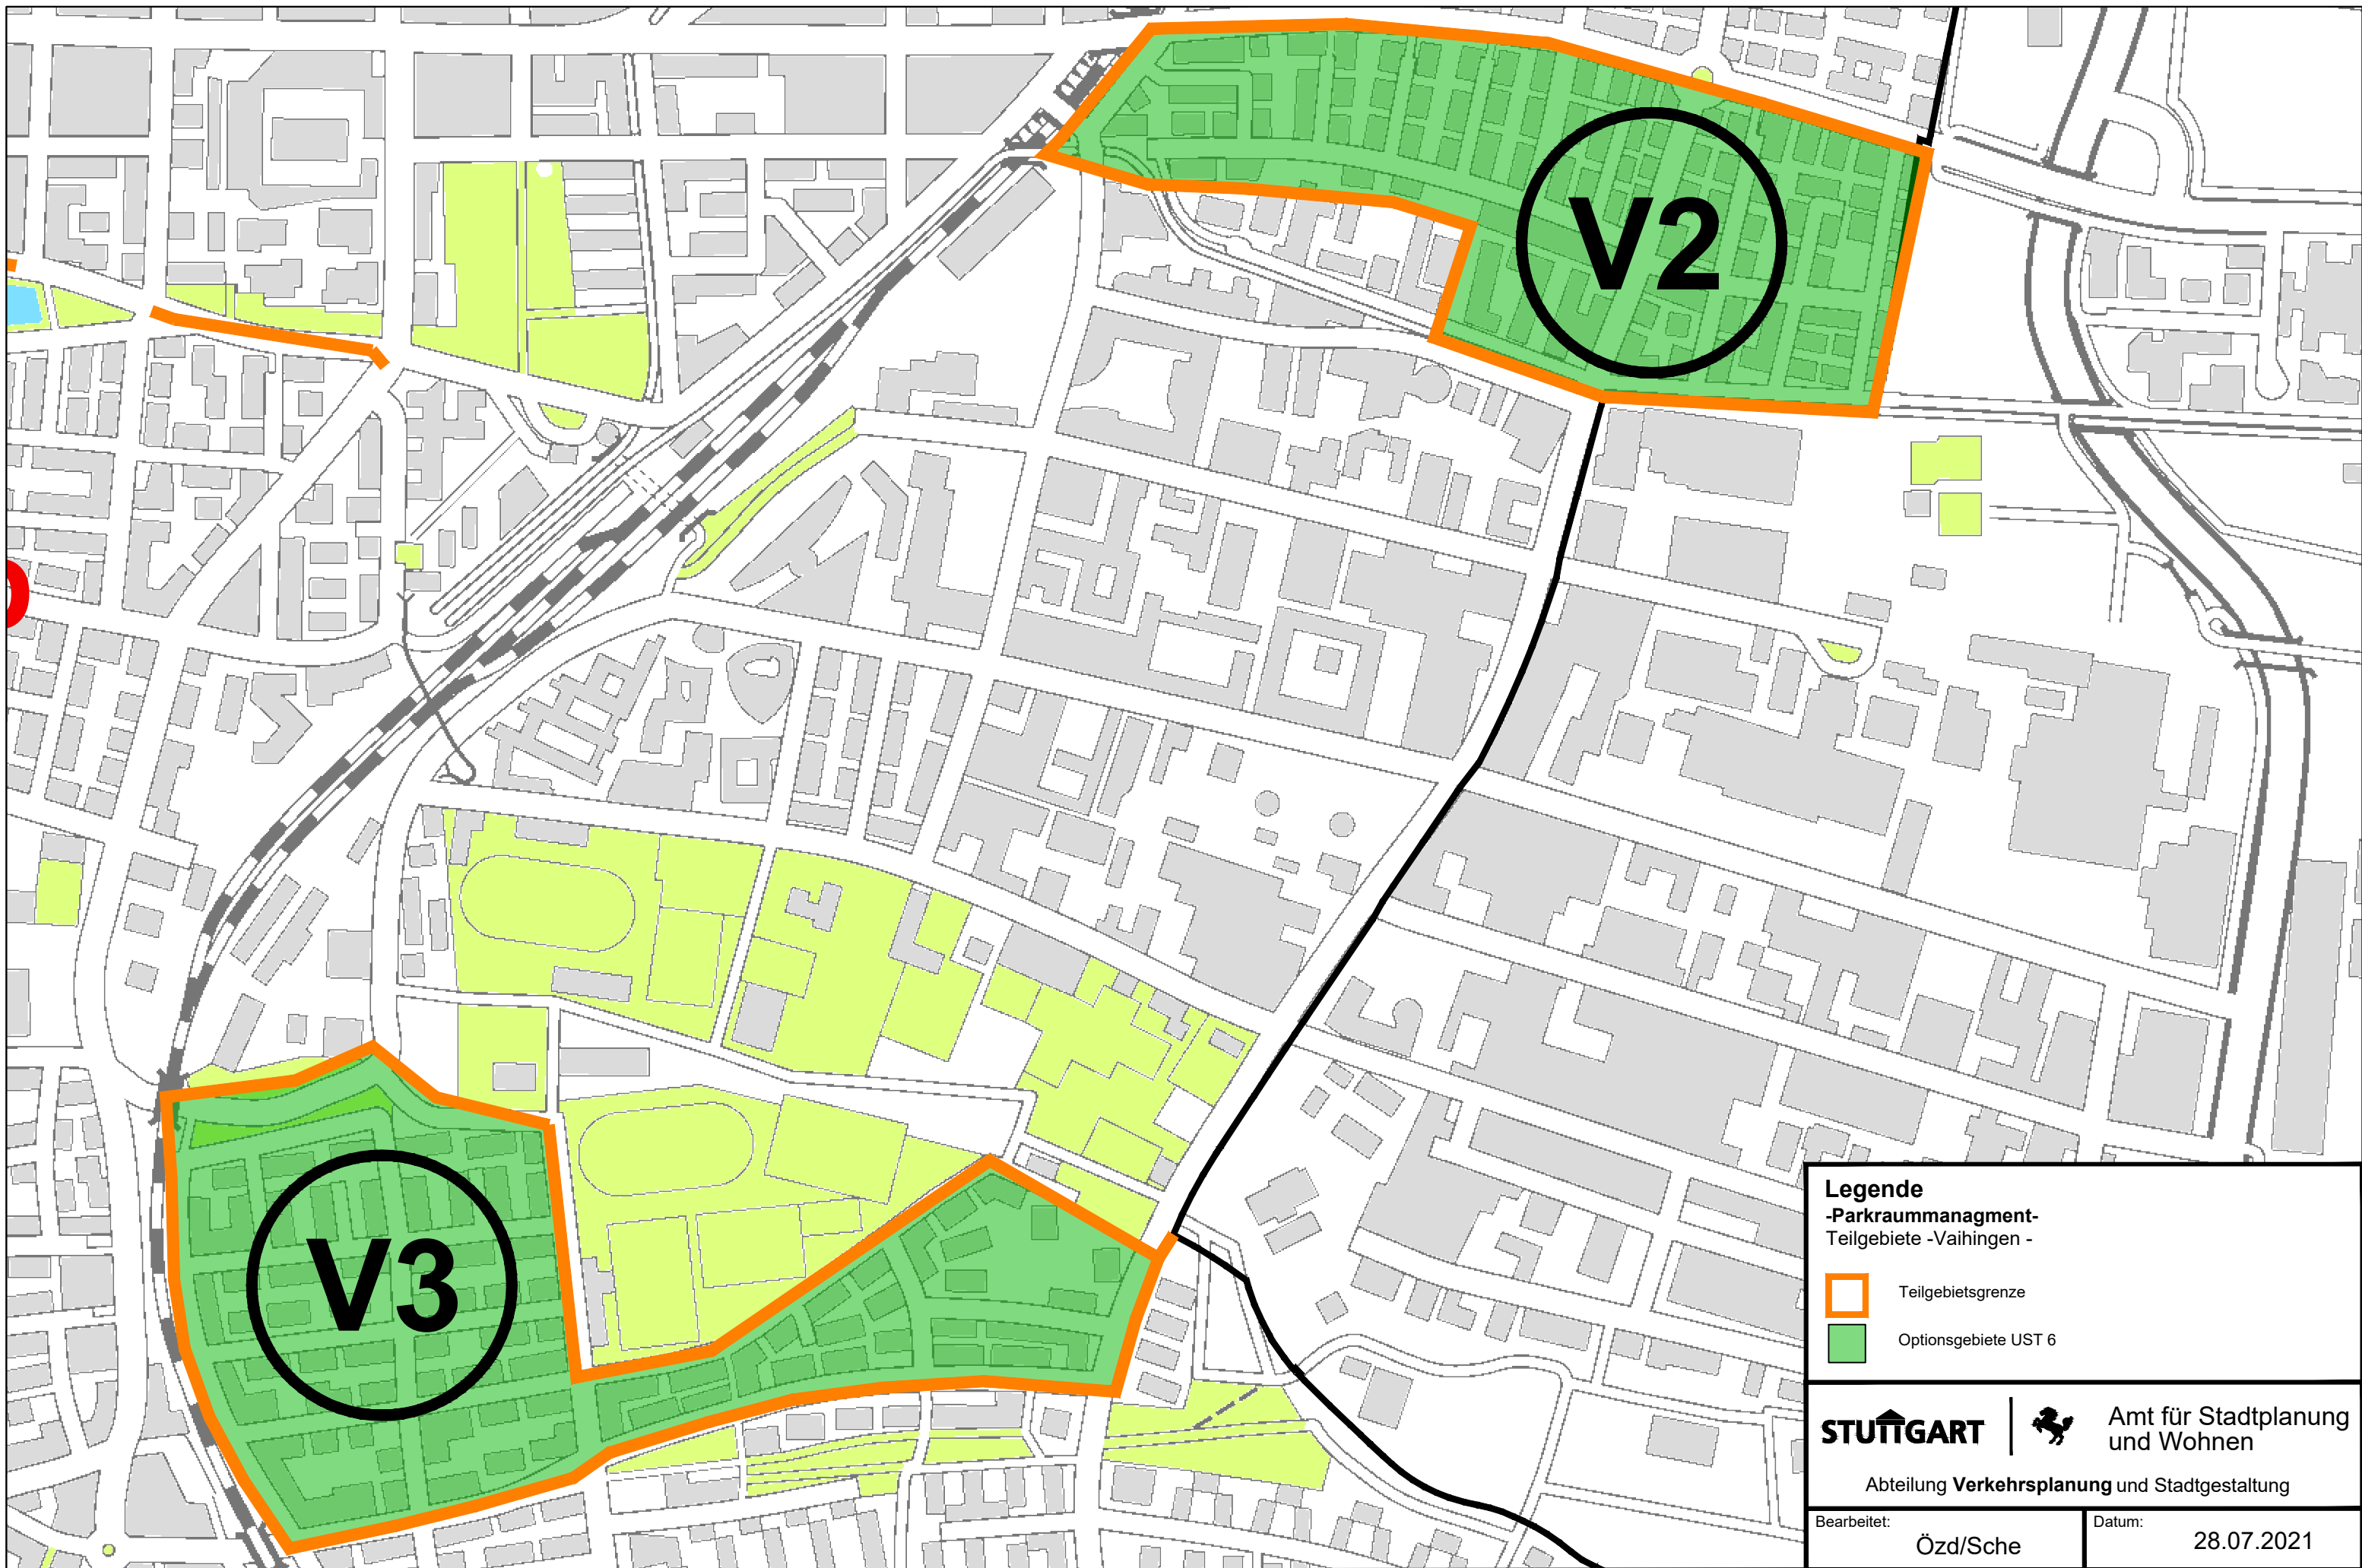 V2
V3
Legende
-Parkraummanagment-
Teilgebiete -Vaihingen -
Teilgebietsgrenze
Optionsgebiete UST 6
STUTTGART
Amt für Stadtplanung
und Wohnen
Abteilung Verkehrsplanung und Stadtgestaltung
Bearbeitet:
Özd/Sche
Datum:
28.07.2021